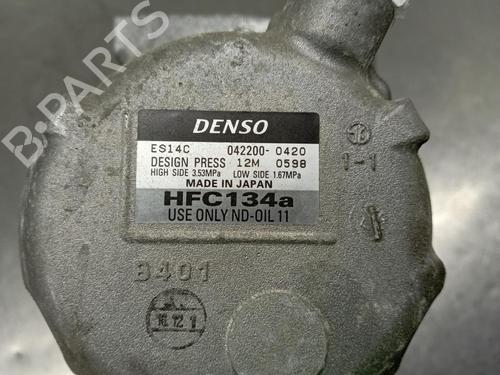 B-PARTS
DENSO
ES14C 042200-0420
DESIGN PRESS 12M 0598
HIGH SIDE 3.53MPa LOW SIDE 1.67MPa
MADE IN JAPAN
HFC134a
USE ONLY ND-OIL 11
1-1
8401